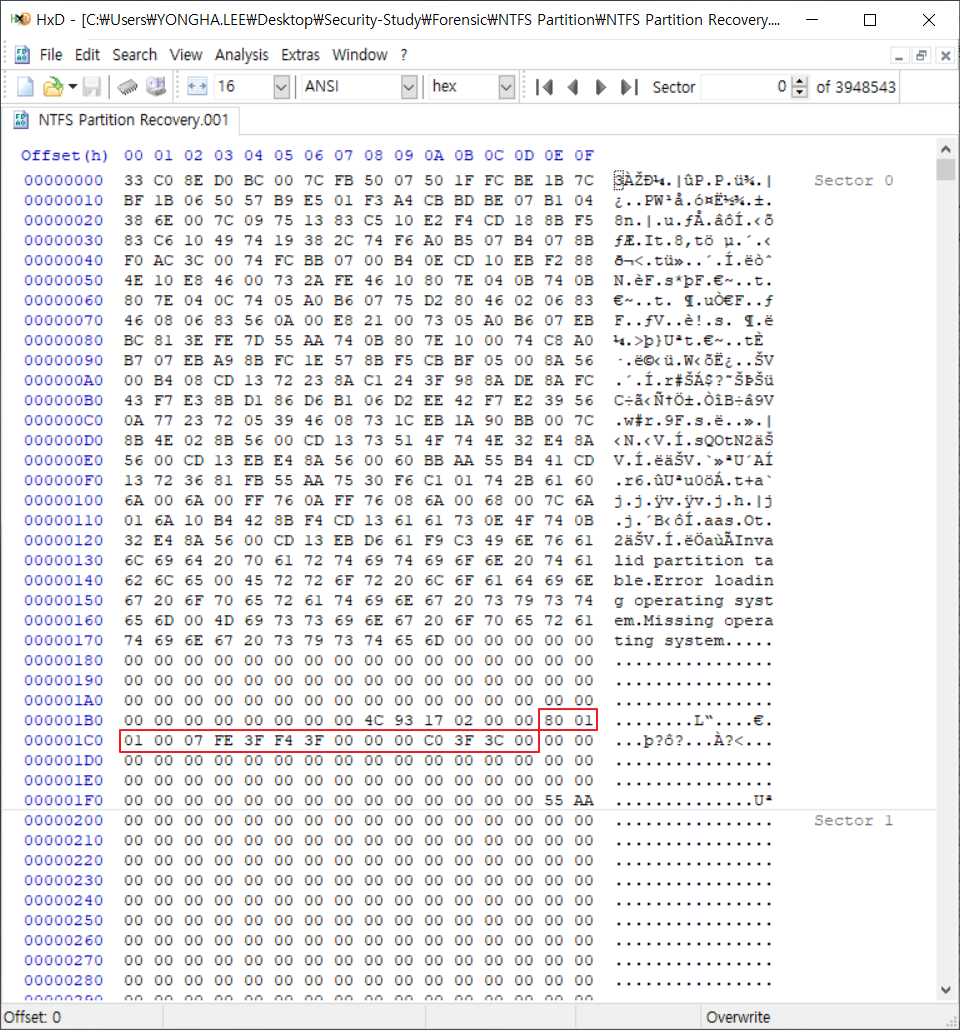 HxD - [C:₩Users₩YONGHA.LEE₩Desktop₩Security-Study₩Forensic₩NTFS Partition₩NTFS Partition Recovery....
File Edit Search View Analysis Extras Window ?
16 ANSI hex Sector 0 of 3948543
NTFS Partition Recovery.001
Offset(h) 00 01 02 03 04 05 06 07 08 09 0A 0B 0C 0D 0E 0F
00000000 33 C0 8E D0 BC 00 7C FB 50 07 50 1F FC BE 1B 7C 3ÀŽÐ¼.|ûP.P.ü¾.| Sector 0
00000010 BF 1B 06 50 57 B9 E5 01 F3 A4 CB BD BE 07 B1 04 ¿..PW¹å.ó¤Ë½¾.±.
00000020 38 6E 00 7C 09 75 13 83 C5 10 E2 F4 CD 18 8B F5 8n.|.u.ƒÅ.âôÍ.‹õ
00000030 83 C6 10 49 74 19 38 2C 74 F6 A0 B5 07 B4 07 8B ƒÆ.It.8,tö µ.´.‹
00000040 F0 AC 3C 00 74 FC BB 07 00 B4 0E CD 10 EB F2 88 ð¬<.tü»..´.Í.ëòˆ
00000050 4E 10 E8 46 00 73 2A FE 46 10 80 7E 04 0B 74 0B N.èF.s*þF.€~..t.
00000060 80 7E 04 0C 74 05 A0 B6 07 75 D2 80 46 02 06 83 €~..t. ¶.uÒ€F..ƒ
00000070 46 08 06 83 56 0A 00 E8 21 00 73 05 A0 B6 07 EB F..ƒV..è!.s. ¶.ë
00000080 BC 81 3E FE 7D 55 AA 74 0B 80 7E 10 00 74 C8 A0 ¼.>þ}Uªt.€~..tÈ
00000090 B7 07 EB A9 8B FC 1E 57 8B F5 CB BF 05 00 8A 56 ·.ë©‹ü.W‹õË¿..ŠV
000000A0 00 B4 08 CD 13 72 23 8A C1 24 3F 98 8A DE 8A FC .´.Í.r#ŠÁ$?˜ŠÞŠü
000000B0 43 F7 E3 8B D1 86 D6 B1 06 D2 EE 42 F7 E2 39 56 C÷ã‹Ñ†Ö±.ÒîB÷â9V
000000C0 0A 77 23 72 05 39 46 08 73 1C EB 1A 90 BB 00 7C .w#r.9F.s.ë..».|
000000D0 8B 4E 02 8B 56 00 CD 13 73 51 4F 74 4E 32 E4 8A ‹N.‹V.Í.sQOtN2äŠ
000000E0 56 00 CD 13 EB E4 8A 56 00 60 BB AA 55 B4 41 CD V.Í.ëäŠV.`»ªU´AÍ
000000F0 13 72 36 81 FB 55 AA 75 30 F6 C1 01 74 2B 61 60 .r6.ûUªu0öÁ.t+a`
00000100 6A 00 6A 00 FF 76 0A FF 76 08 6A 00 68 00 7C 6A j.j.ÿv.ÿv.j.h.|j
00000110 01 6A 10 B4 42 8B F4 CD 13 61 61 73 0E 4F 74 0B .j.´B‹ôÍ.aas.Ot.
00000120 32 E4 8A 56 00 CD 13 EB D6 61 F9 C3 49 6E 76 61 2äŠV.Í.ëÖaùÃInva
00000130 6C 69 64 20 70 61 72 74 69 74 69 6F 6E 20 74 61 lid partition ta
00000140 62 6C 65 00 45 72 72 6F 72 20 6C 6F 61 64 69 6E ble.Error loadin
00000150 67 20 6F 70 65 72 61 74 69 6E 67 20 73 79 73 74 g operating syst
00000160 65 6D 00 4D 69 73 73 69 6E 67 20 6F 70 65 72 61 em.Missing opera
00000170 74 69 6E 67 20 73 79 73 74 65 6D 00 00 00 00 00 ting system.....
00000180 00 00 00 00 00 00 00 00 00 00 00 00 00 00 00 00 ................
00000190 00 00 00 00 00 00 00 00 00 00 00 00 00 00 00 00 ................
000001A0 00 00 00 00 00 00 00 00 00 00 00 00 00 00 00 00 ................
000001B0 00 00 00 00 00 00 00 00 4C 93 17 02 00 00 80 01 ........L“....€.
000001C0 01 00 07 FE 3F F4 3F 00 00 00 C0 3F 3C 00 00 00 ...þ?ô?...À?<...
000001D0 00 00 00 00 00 00 00 00 00 00 00 00 00 00 00 00 ................
000001E0 00 00 00 00 00 00 00 00 00 00 00 00 00 00 00 00 ................
000001F0 00 00 00 00 00 00 00 00 00 00 00 00 00 00 55 AA ..............Uª
00000200 00 00 00 00 00 00 00 00 00 00 00 00 00 00 00 00 ................ Sector 1
00000210 00 00 00 00 00 00 00 00 00 00 00 00 00 00 00 00 ................
00000220 00 00 00 00 00 00 00 00 00 00 00 00 00 00 00 00 ................
00000230 00 00 00 00 00 00 00 00 00 00 00 00 00 00 00 00 ................
00000240 00 00 00 00 00 00 00 00 00 00 00 00 00 00 00 00 ................
00000250 00 00 00 00 00 00 00 00 00 00 00 00 00 00 00 00 ................
00000260 00 00 00 00 00 00 00 00 00 00 00 00 00 00 00 00 ................
00000270 00 00 00 00 00 00 00 00 00 00 00 00 00 00 00 00 ................
00000280 00 00 00 00 00 00 00 00 00 00 00 00 00 00 00 00 ................
00000290 00 00 00 00 00 00 00 00 00 00 00 00 00 00 00 00
Offset: 0 Overwrite